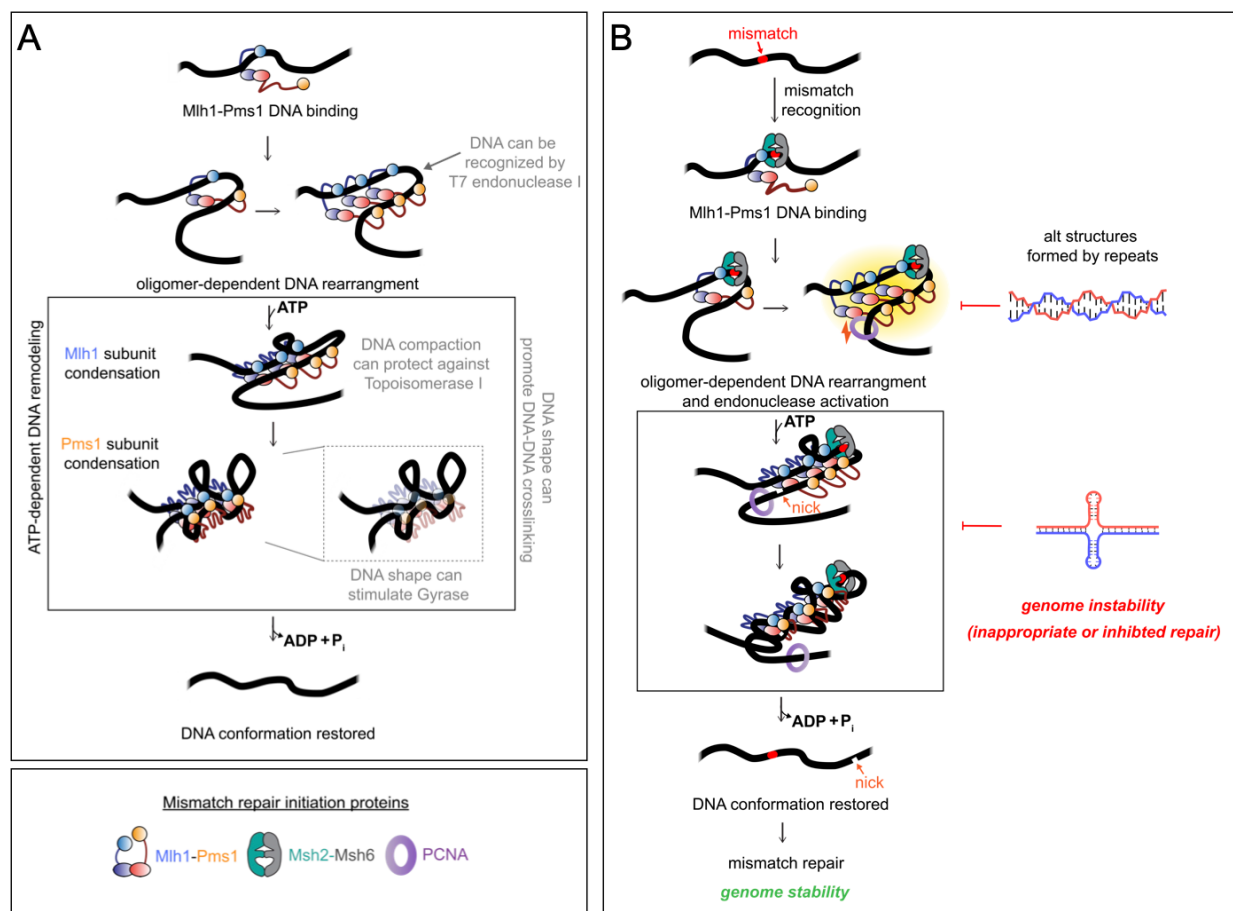 A
Mlh1-Pms1 DNA binding
DNA can be
recognized by
T7 endonuclease I
oligomer-dependent DNA rearrangment
ATP-dependent DNA remodeling
ATP
Mlh1 subunit
condensation
DNA compaction
can protect against
Topoisomerase I
Pms1 subunit
condensation
DNA shape can
stimulate Gyrase
DNA shape can
promote DNA-DNA crosslinking
ADP + Pi
DNA conformation restored
Mismatch repair initiation proteins
Mlh1-Pms1
Msh2-Msh6
PCNA
B
mismatch
mismatch
recognition
Mlh1-Pms1 DNA binding
alt structures
formed by repeats
oligomer-dependent DNA rearrangment
and endonuclease activation
ATP
nick
genome instability
(inappropriate or inhibted repair)
ADP + Pi
nick
DNA conformation restored
mismatch repair
genome stability